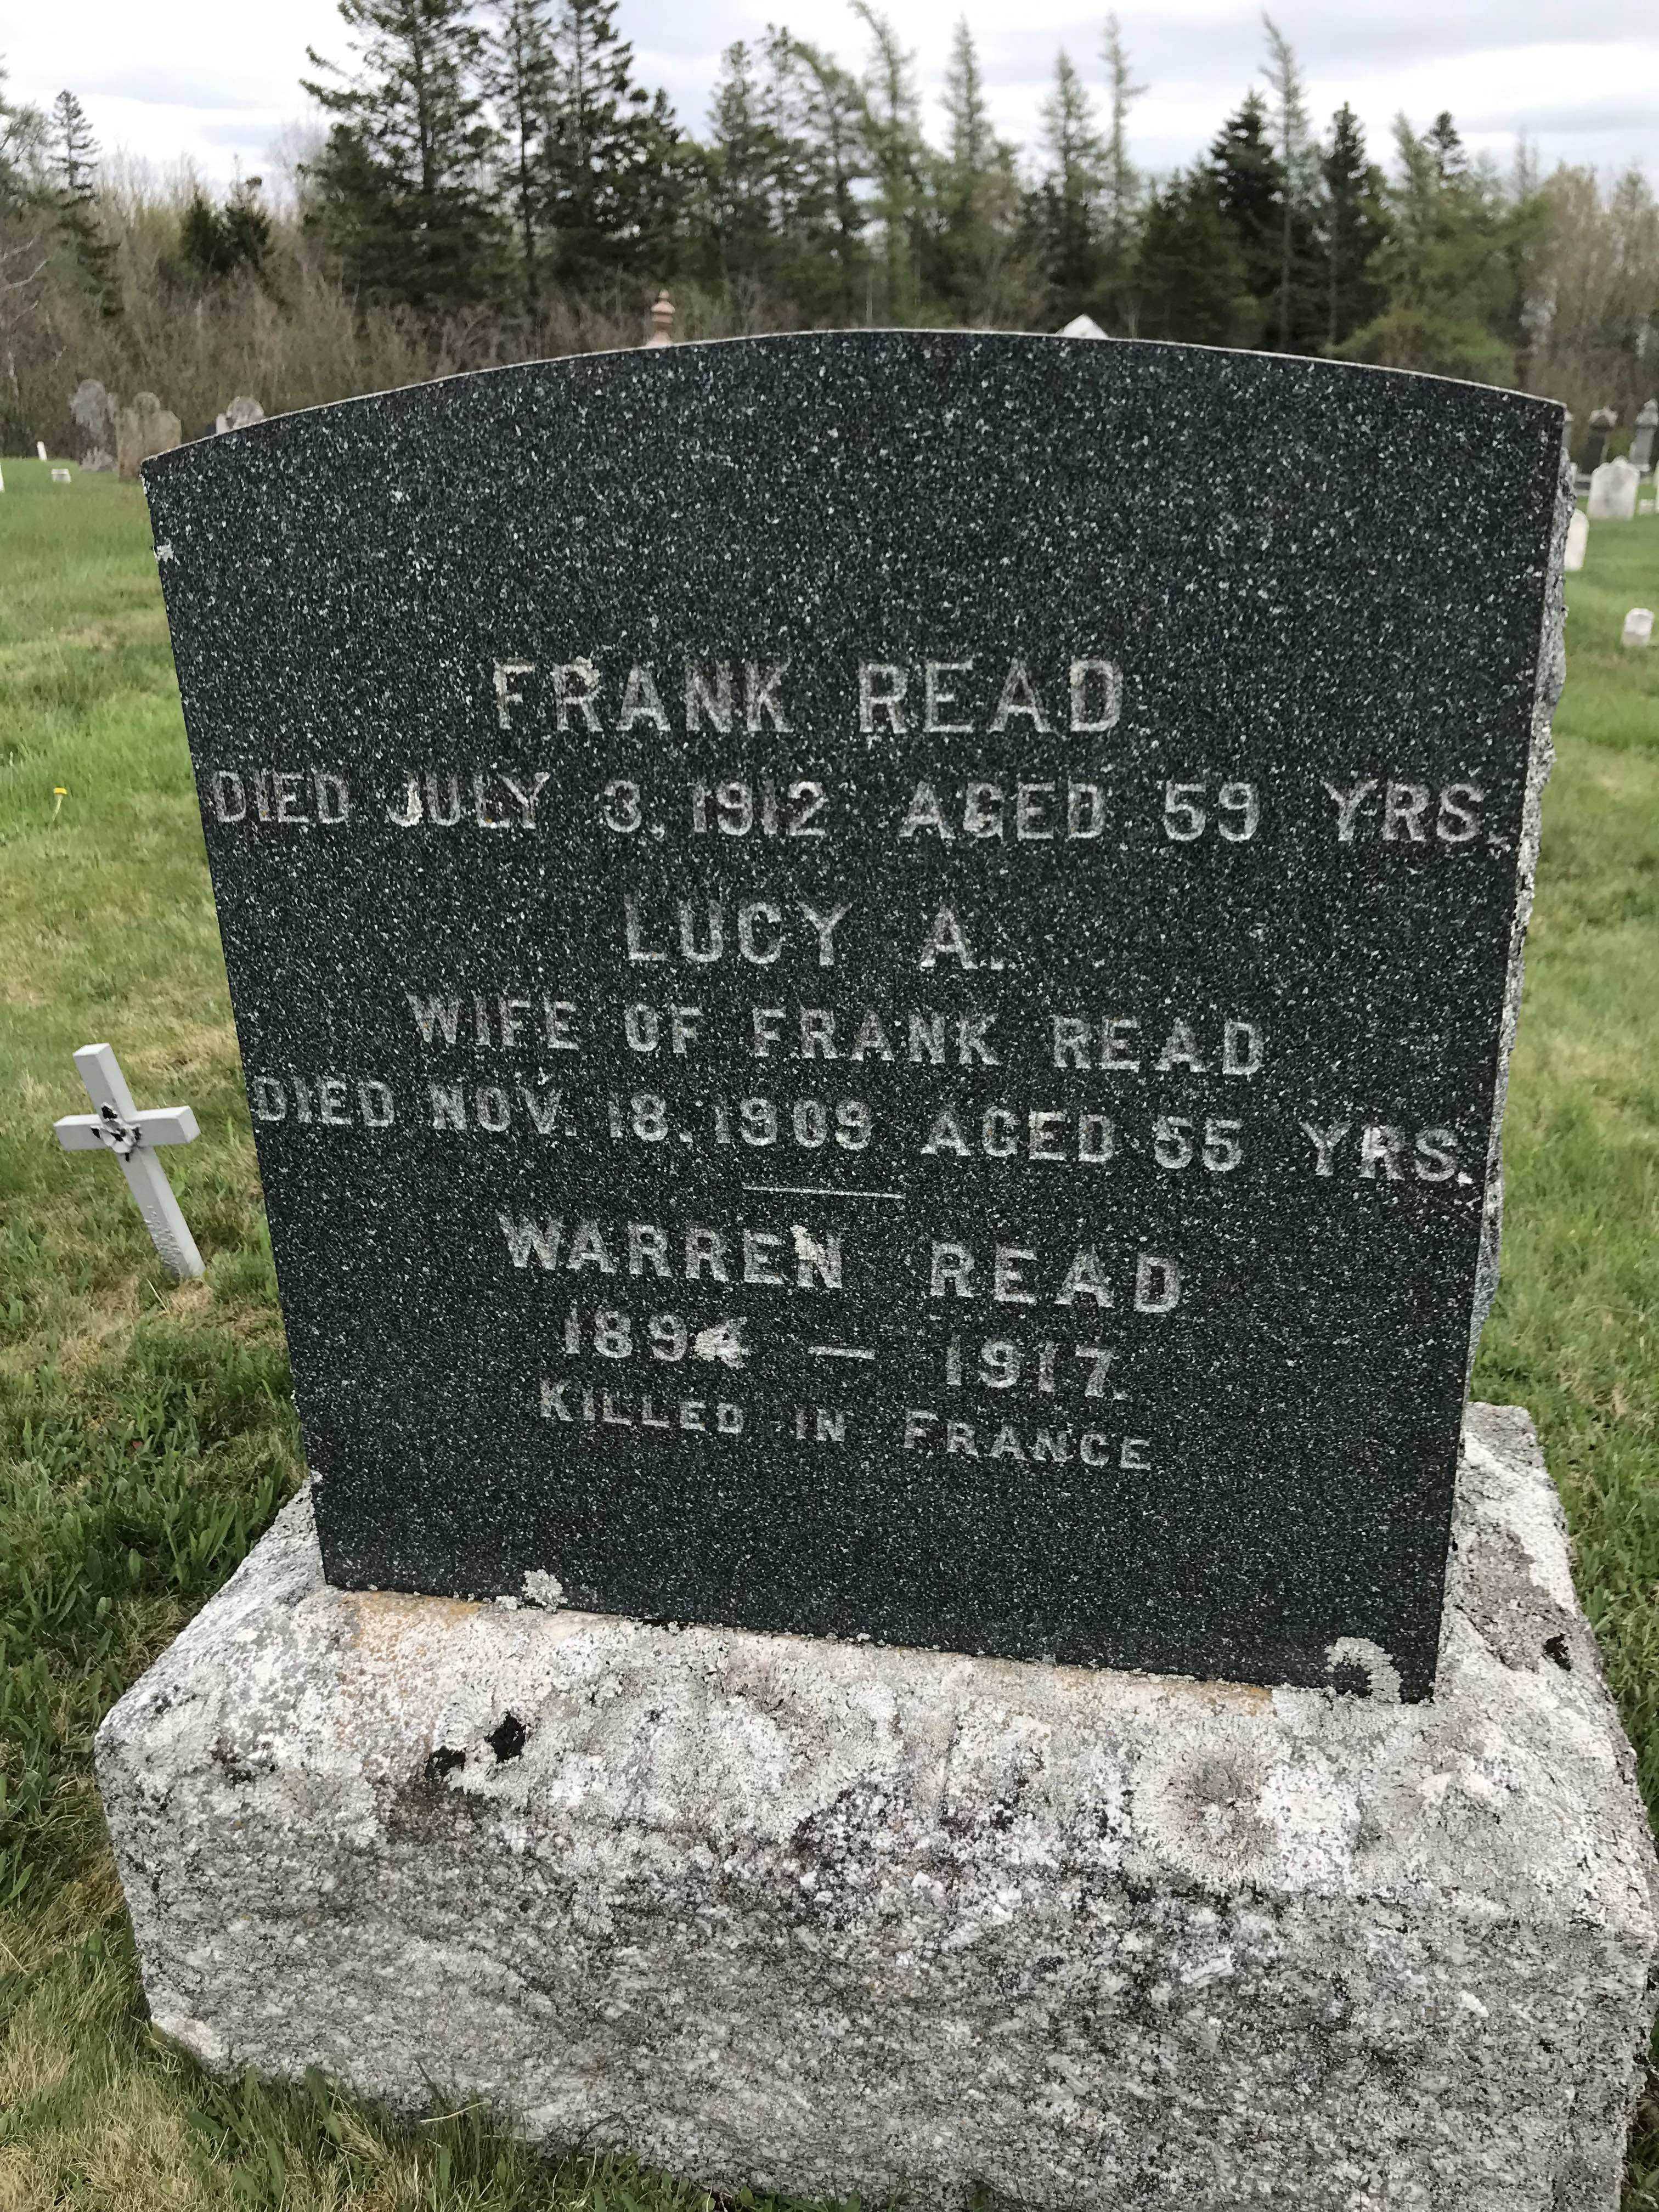 FRANK READ
DIED JULY 3, 1912 AGED 59 YRS.
LUCY A.
WIFE OF FRANK READ
DIED NOV. 18, 1909 AGED 55 YRS.
WARREN READ
1894 — 1917.
KILLED IN FRANCE